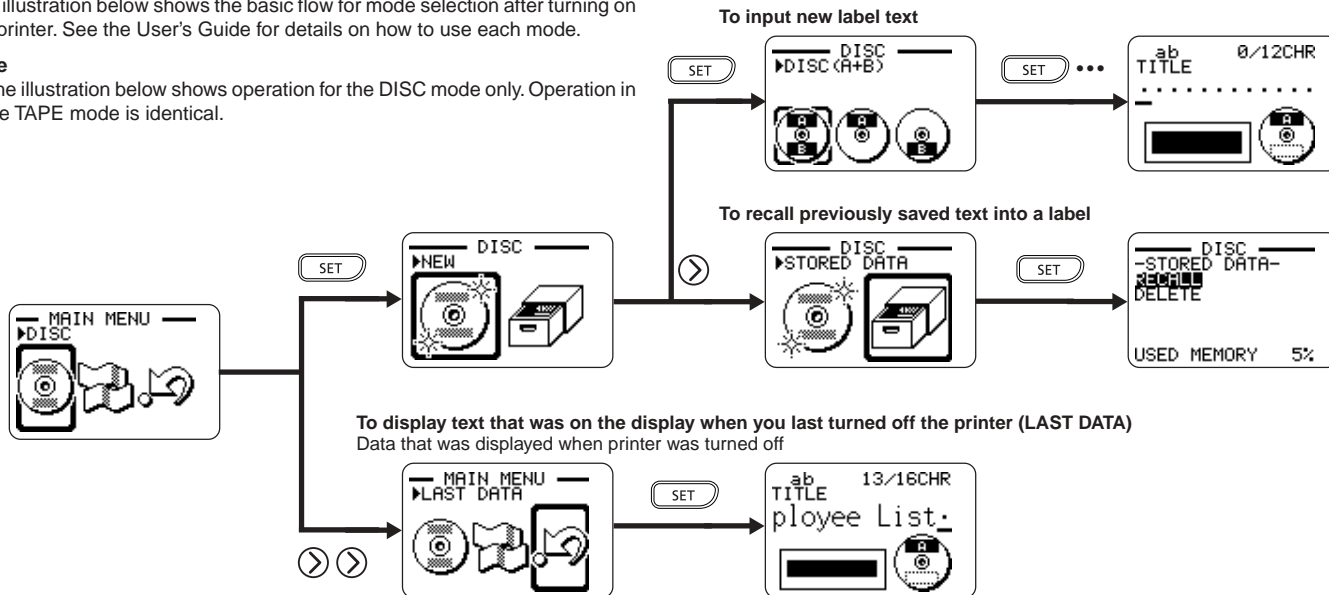 illustration below shows the basic flow for mode selection after turning on
printer. See the User's Guide for details on how to use each mode.
e
ne illustration below shows operation for the DISC mode only. Operation in
e TAPE mode is identical.
To input new label text
SET
DISC
DISC(A+B)
A
B
A
B
SET
ab 0/12CHR
TITLE
A
To recall previously saved text into a label
MAIN MENU
DISC
SET
DISC
NEW
DISC
STORED DATA
SET
DISC
-STORED DATA-
RECALL
DELETE
USED MEMORY 5%
To display text that was on the display when you last turned off the printer (LAST DATA)
Data that was displayed when printer was turned off
MAIN MENU
LAST DATA
SET
ab 13/16CHR
TITLE
ployee List
A